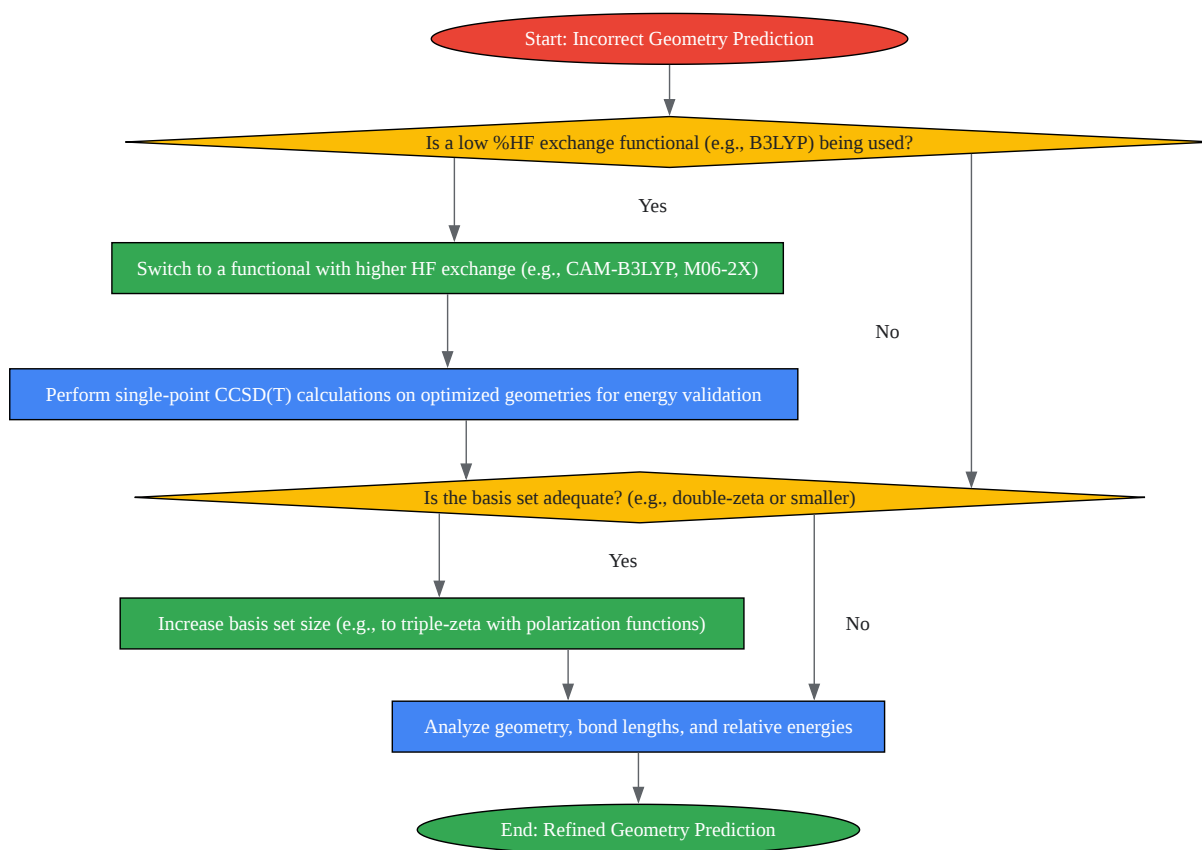 Start: Incorrect Geometry Prediction
Is a low %HF exchange functional (e.g., B3LYP) being used?
Yes
Switch to a functional with higher HF exchange (e.g., CAM-B3LYP, M06-2X)
No
Perform single-point CCSD(T) calculations on optimized geometries for energy validation
Is the basis set adequate? (e.g., double-zeta or smaller)
Yes
Increase basis set size (e.g., to triple-zeta with polarization functions)
No
Analyze geometry, bond lengths, and relative energies
End: Refined Geometry Prediction